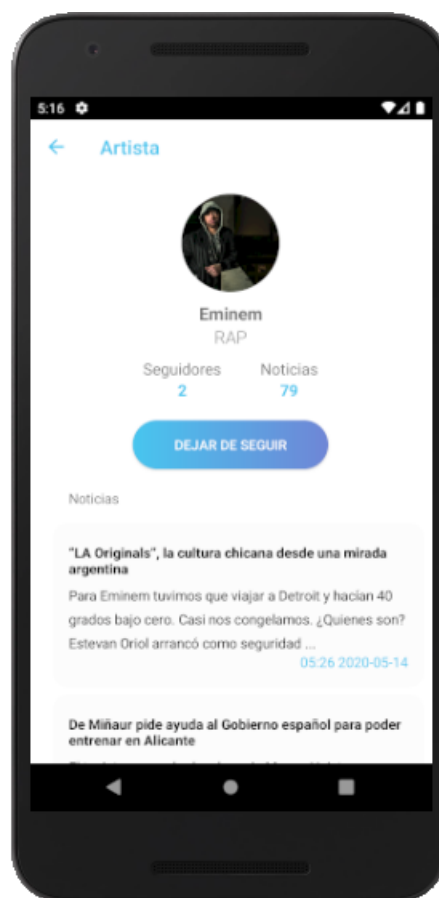 5:16
Artista
Eminem
RAP
Seguidores Noticias
2 79
DEJAR DE SEGUIR
Noticias
"LA Originals", la cultura chicana desde una mirada
argentina
Para Eminem tuvimos que viajar a Detroit y hacían 40
grados bajo cero. Casi nos congelamos. ¿Quienes son?
Estevan Oriol arrancó como seguridad ...
05:26 2020-05-14
De Miñaur pide ayuda al Gobierno español para poder
entrenar en Alicante